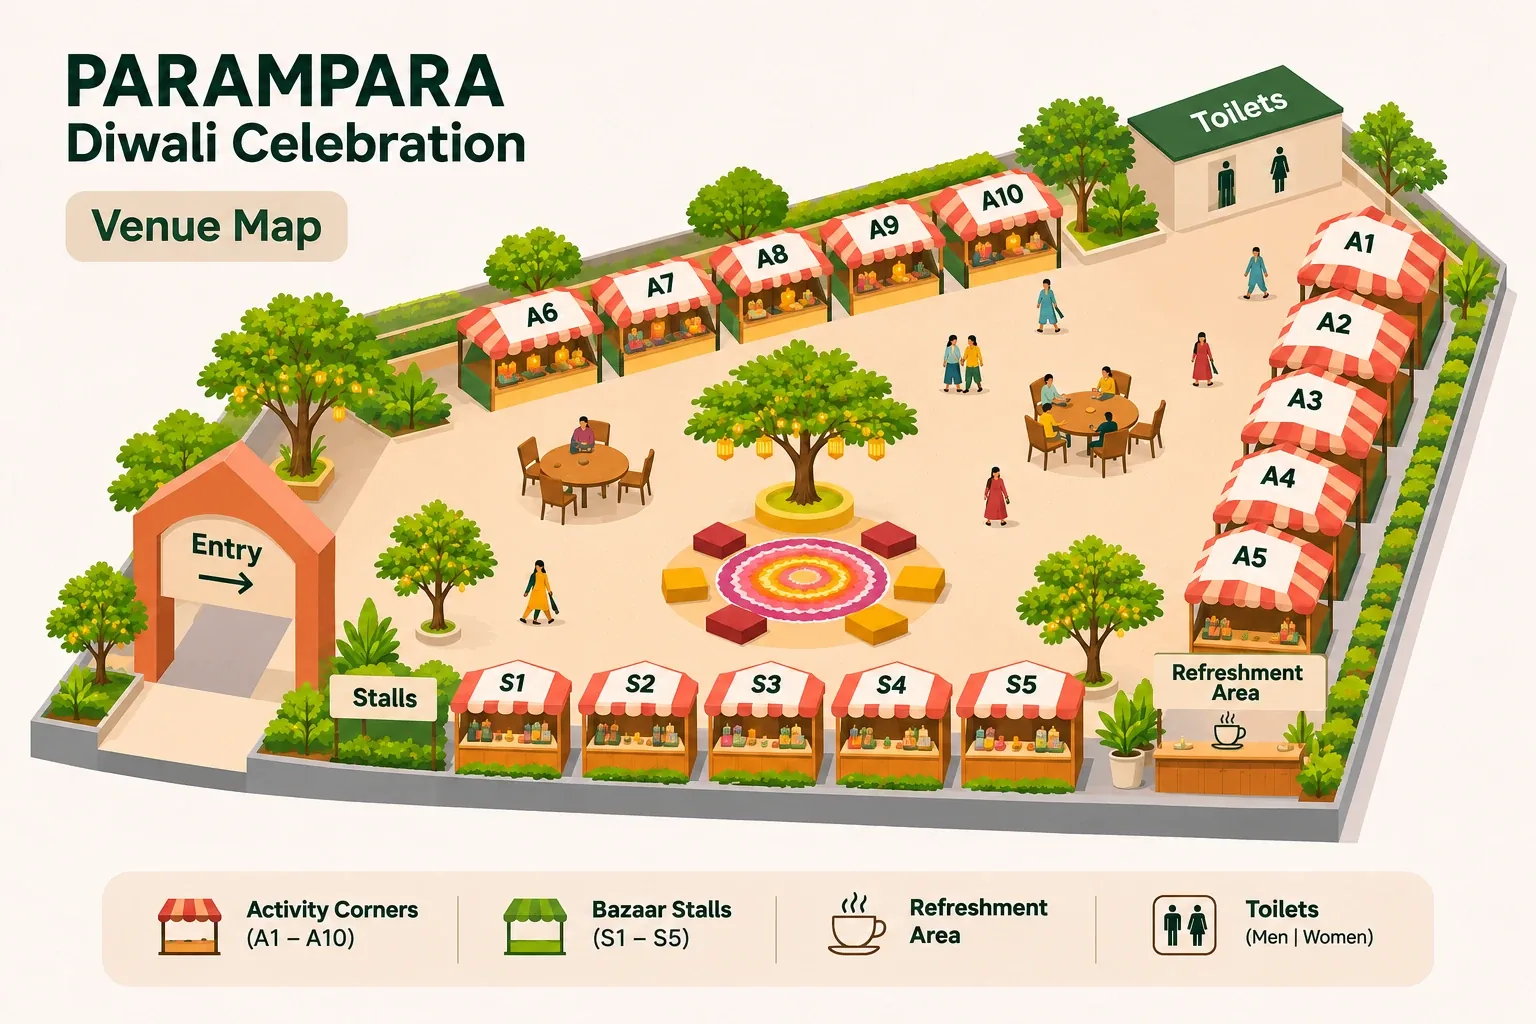 PARAMPARA
Diwali Celebration
Venue Map
Toilets
A10
A9
A8
A7
A6
A1
A2
A3
A4
A5
Entry
Stalls
S1
S2
S3
S4
S5
Refreshment
Area
Activity Corners
(A1 – A10)
Bazaar Stalls
(S1 – S5)
Refreshment
Area
Toilets
(Men | Women)